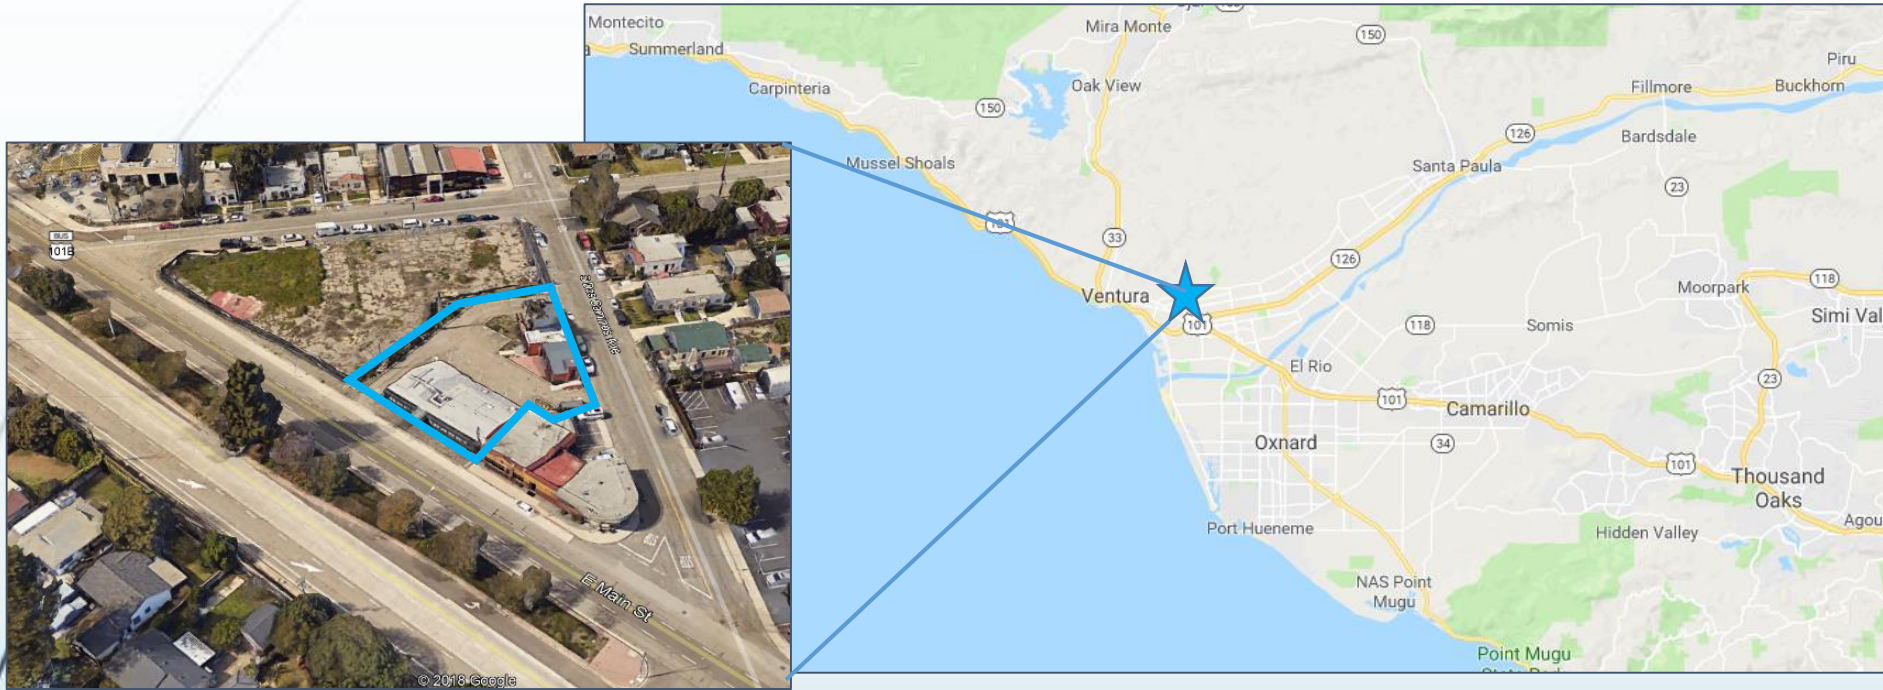 Montecito
Summerland
Carpinteria
Mira Monte
150
Oak View
150
Piru
Fillmore
Buckhorn
126
Bardsdale
Mussel Shoals
Santa Paula
23
101
33
126
Ventura
118
Moorpark
Simi Val
101
118
Somis
El Rio
23
101
Camarillo
Oxnard
34
101
Thousand
Oaks
Port Hueneme
Hidden Valley
Agou
NAS Point
Mugu
Point Mugu
BUS
101B
E Main St
© 2018 Google